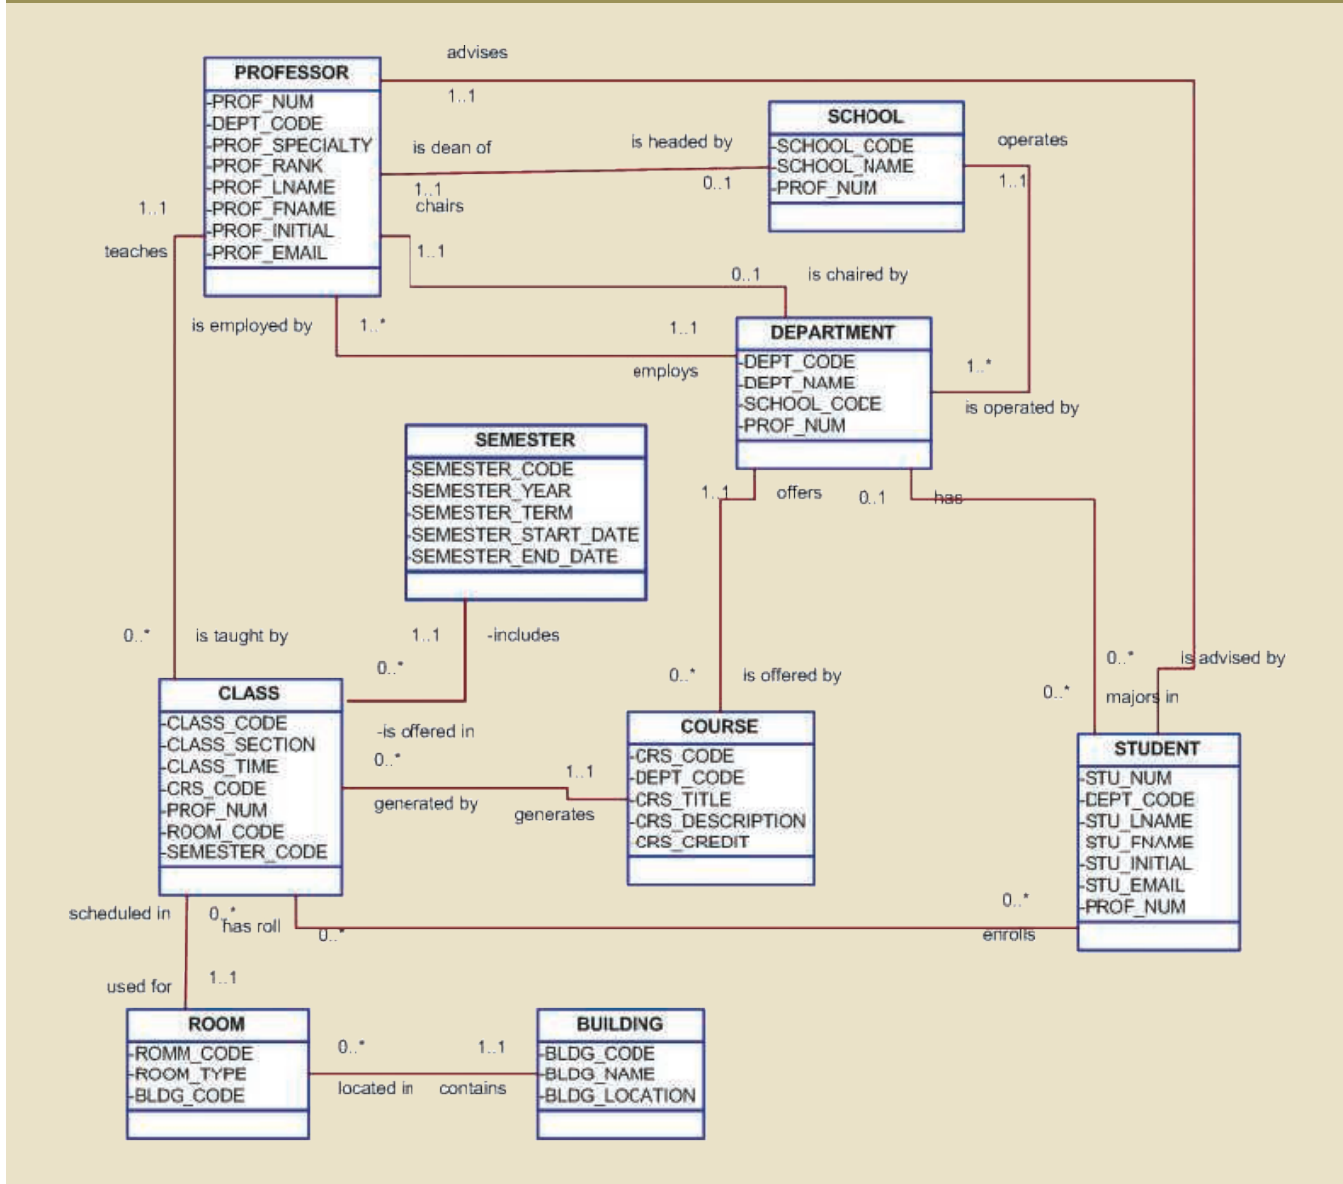 advises
PROFESSOR
1..1
-PROF_NUM
-DEPT_CODE
-PROF_SPECIALTY
-PROF_RANK
-PROF_LNAME
-PROF_FNAME
-PROF_INITIAL
-PROF_EMAIL
SCHOOL
-SCHOOL_CODE
-SCHOOL_NAME
-PROF_NUM
operates
1..1
is dean of
is headed by
1..1
0..1
chairs
1..1
1..1
teaches
0..1
is chaired by
is employed by
1..*
1..1
employs
DEPARTMENT
-DEPT_CODE
-DEPT_NAME
-SCHOOL_CODE
-PROF_NUM
1..*
is operated by
SEMESTER
-SEMESTER_CODE
-SEMESTER_YEAR
-SEMESTER_TERM
-SEMESTER_START_DATE
-SEMESTER_END_DATE
1..1
offers
0..1
has
0..*
is taught by
1..1
-includes
0..*
-is offered in
0..*
is offered by
0..*
is advised by
0..*
majors in
CLASS
-CLASS_CODE
-CLASS_SECTION
-CLASS_TIME
-CRS_CODE
-PROF_NUM
-ROOM_CODE
-SEMESTER_CODE
0..*
1..1
generated by
generates
COURSE
-CRS_CODE
-DEPT_CODE
-CRS_TITLE
-CRS_DESCRIPTION
-CRS_CREDIT
STUDENT
-STU_NUM
-DEPT_CODE
-STU_LNAME
-STU_FNAME
-STU_INITIAL
-STU_EMAIL
-PROF_NUM
scheduled in
0..*
has roll
0..*
0..*
enrolls
1..1
used for
ROOM
-ROMM_CODE
-ROOM_TYPE
-BLDG_CODE
0..*
1..1
located in
contains
BUILDING
-BLDG_CODE
-BLDG_NAME
-BLDG_LOCATION